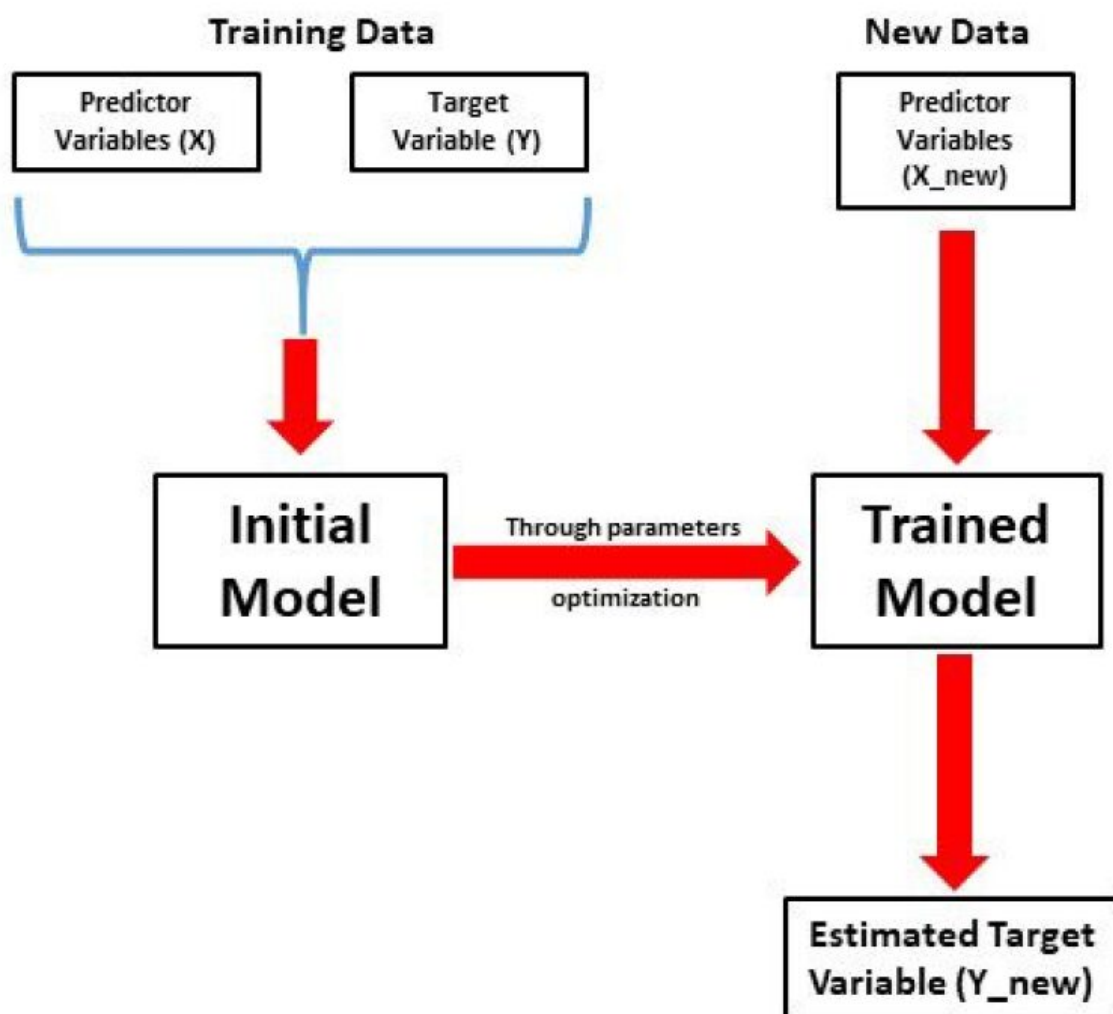 Training Data
Predictor
Variables (X)
Target
Variable (Y)
New Data
Predictor
Variables
(X_new)
Initial
Model
Through parameters
optimization
Trained
Model
Estimated Target
Variable (Y_new)